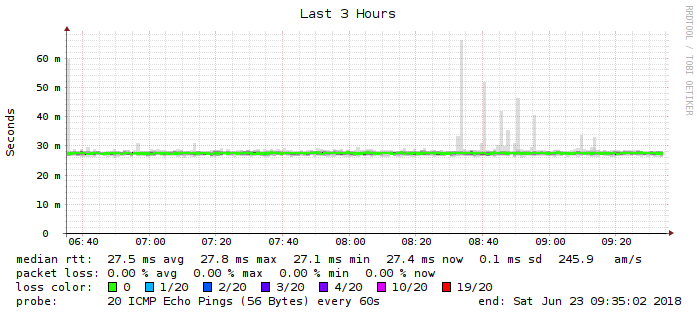 Last 3 Hours
RRDTOOL / TOBI OETIKER
Seconds
60 m
50 m
40 m
30 m
20 m
10 m
0
06:40 07:00 07:20 07:40 08:00 08:20 08:40 09:00 09:20
median rtt: 27.5 ms avg 27.8 ms max 27.1 ms min 27.4 ms now 0.1 ms sd 245.9 am/s
packet loss: 0.00 % avg 0.00 % max 0.00 % min 0.00 % now
loss color: 0 1/20 2/20 3/20 4/20 10/20 19/20
probe: 20 ICMP Echo Pings (56 Bytes) every 60s end: Sat Jun 23 09:35:02 2018